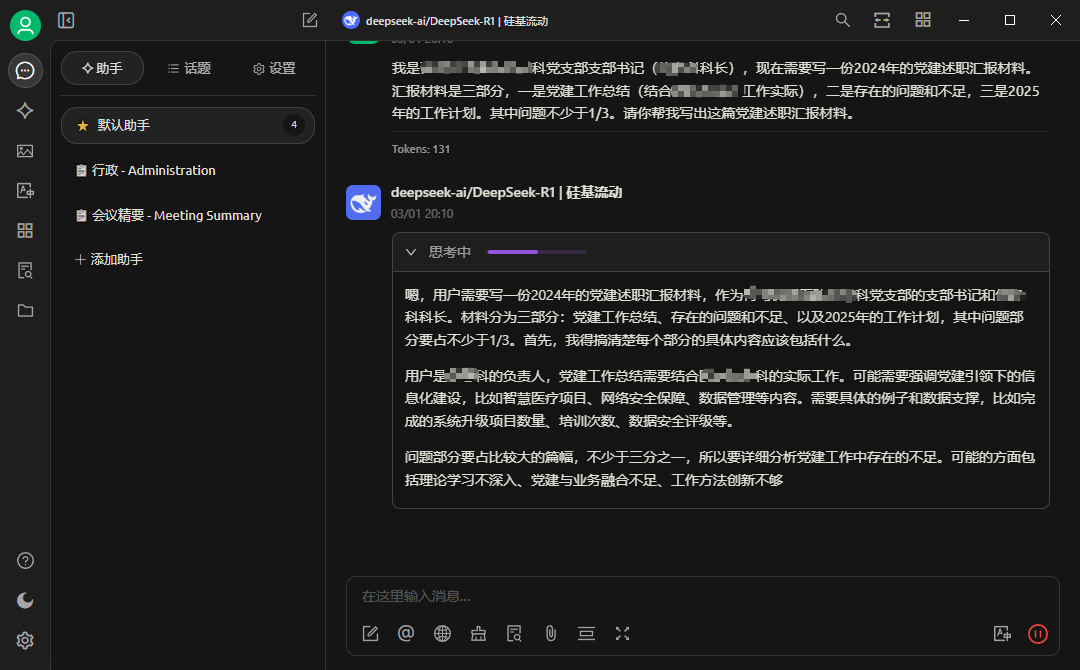 deepseek-ai/DeepSeek-R1 | 硅基流动
助手
话题
设置
默认助手
4
行政 - Administration
会议精要 - Meeting Summary
添加助手
我是科党支部支部书记（科长），现在需要写一份2024年的党建述职汇报材料。
汇报材料是三部分，一是党建工作总结（结合工作实际），二是存在的问题和不足，三是2025
年的工作计划。其中问题不少于1/3。请你帮我写出这篇党建述职汇报材料。
Tokens: 131
deepseek-ai/DeepSeek-R1 | 硅基流动
03/01 20:10
思考中
嗯，用户需要写一份2024年的党建述职汇报材料，作为科党支部的支部书记和
科科长。材料分为三部分：党建工作总结、存在的问题和不足、以及2025年的工作计划，其中问题部
分要占不少于1/3。首先，我得搞清楚每个部分的具体内容应该包括什么。
用户是科的负责人，党建工作总结需要结合科的实际工作。可能需要强调党建引领下的信
息化建设，比如智慧医疗项目、网络安全保障、数据管理等内容。需要具体的例子和数据支撑，比如完
成的系统升级项目数量、培训次数、数据安全评级等。
问题部分要占比较大的篇幅，不少于三分之一，所以要详细分析党建工作中存在的不足。可能的方面包
括理论学习不深入、党建与业务融合不足、工作方法创新不够
在这里输入消息...